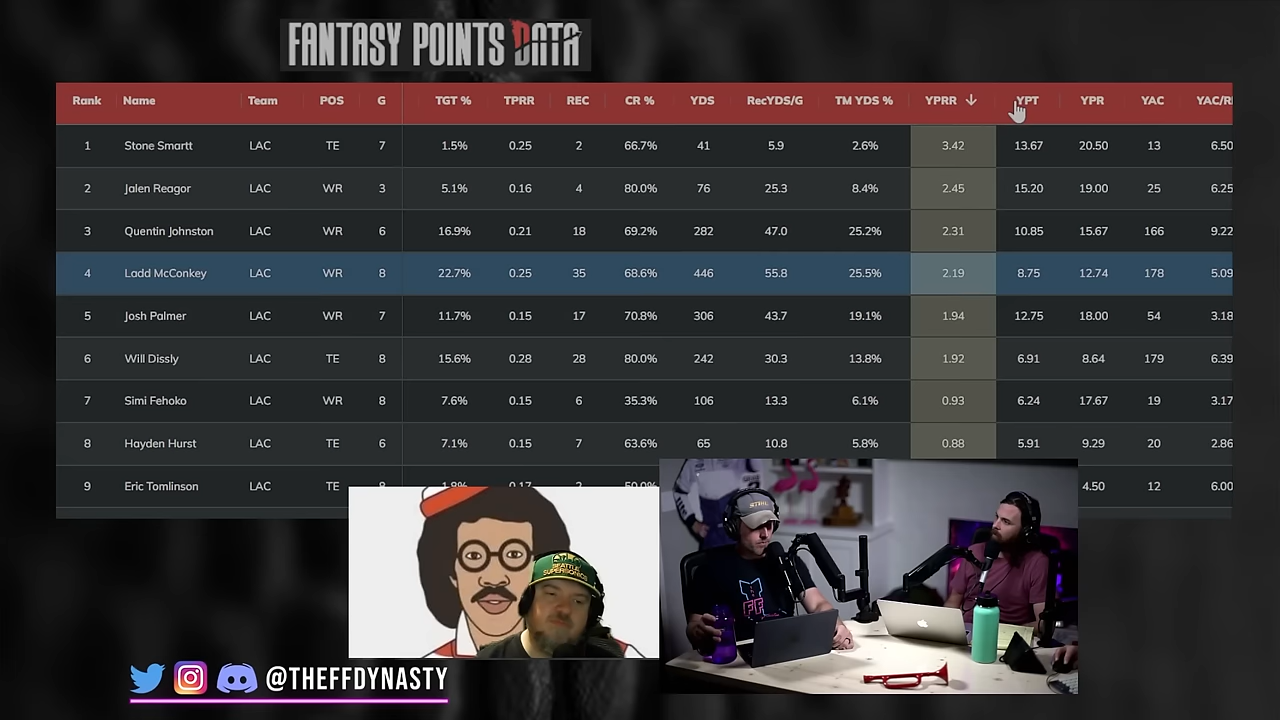 FANTASY POINTS DATA
Rank Name Team POS G TGT % TPRR REC CR % YDS RecYDS/G TM YDS % YPRR YPT YPR YAC
1 Stone Smartt LAC TE 7 1.5% 0.25 2 66.7% 41 5.9 2.6% 3.42 13.67 20.50 13 6.50
2 Jalen Reagor LAC WR 3 5.1% 0.16 4 80.0% 76 25.3 8.4% 2.45 15.20 19.00 25 6.25
3 Quentin Johnston LAC WR 6 16.9% 0.21 18 69.2% 282 47.0 25.2% 2.31 10.85 15.67 166 9.22
4 Ladd McConkey LAC WR 8 22.7% 0.25 35 68.6% 446 55.8 25.5% 2.19 8.75 12.74 178 5.09
5 Josh Palmer LAC WR 7 11.7% 0.15 17 70.8% 306 43.7 19.1% 1.94 12.75 18.00 54 3.18
6 Will Dissly LAC TE 8 15.6% 0.28 28 80.0% 242 30.3 13.8% 1.92 6.91 8.64 179 6.39
7 Simi Fehoko LAC WR 8 7.6% 0.15 6 35.3% 106 13.3 6.1% 0.93 6.24 17.67 19 3.17
8 Hayden Hurst LAC TE 6 7.1% 0.15 7 63.6% 65 10.8 5.8% 0.88 5.91 9.29 20 2.86
9 Eric Tomlinson LAC TE 4.50 12 6.00
STIHL
SEATTLE
SUPERSONICS
FF
@THEFFDYNASTY